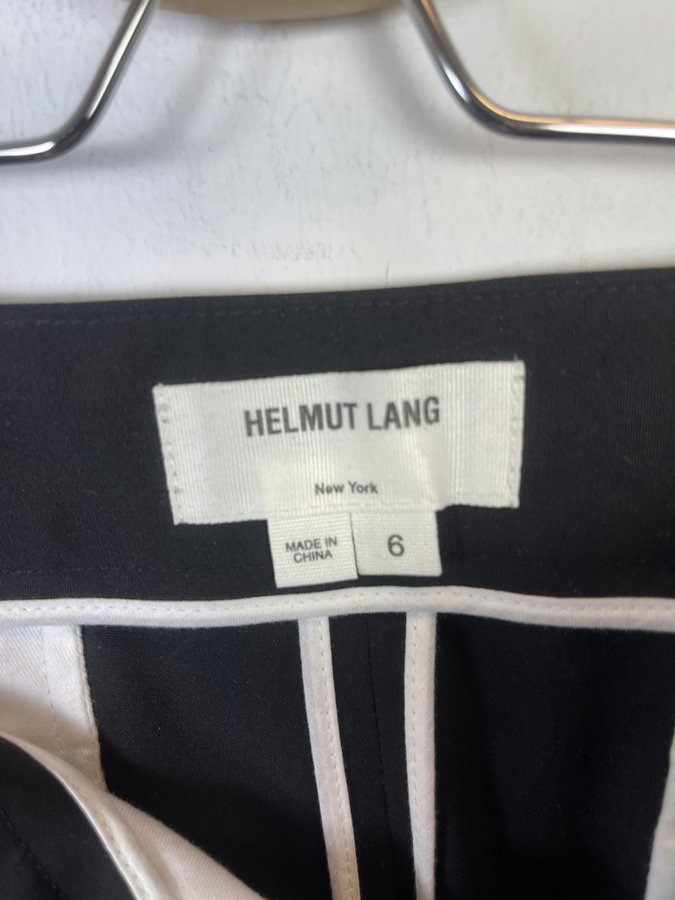 HELMUT LANG
New York
MADE IN
CHINA
6